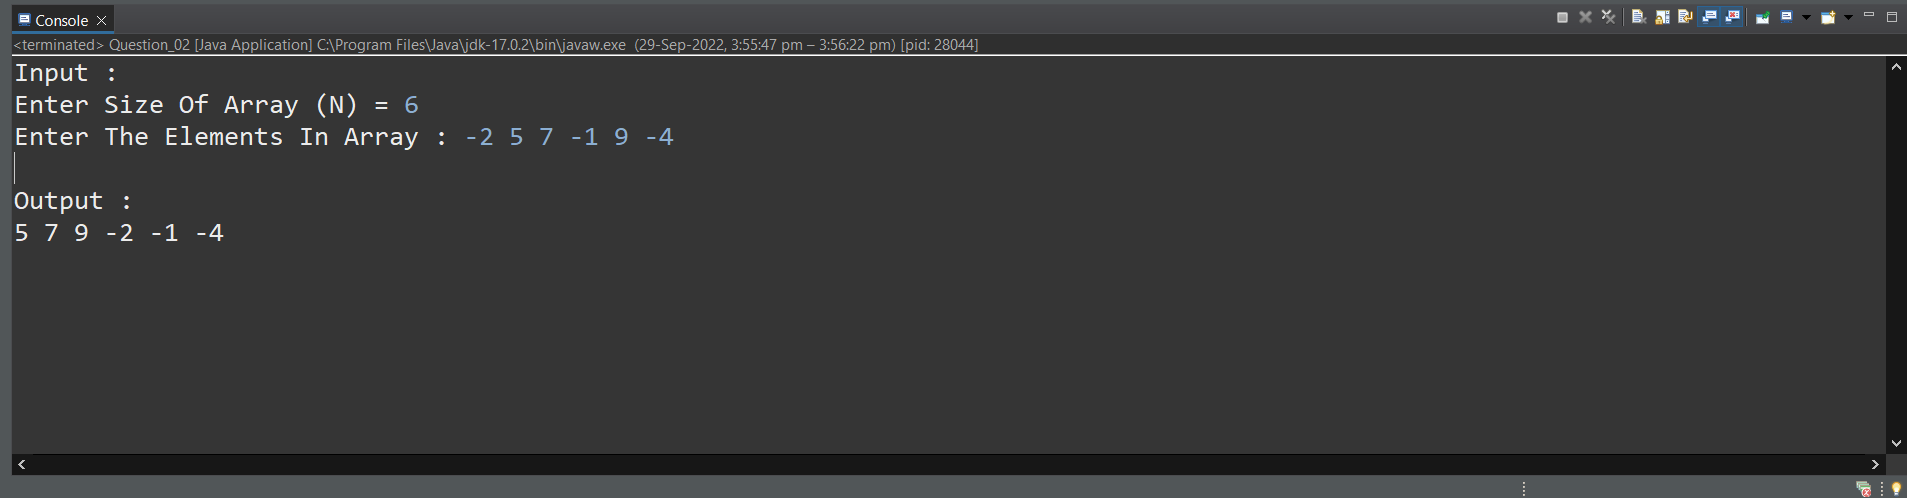 Console
<terminated> Question_02 [Java Application] C:\Program Files\Java\jdk-17.0.2\bin\javaw.exe (29-Sep-2022, 3:55:47 pm – 3:56:22 pm) [pid: 28044]
Input :
Enter Size Of Array (N) = 6
Enter The Elements In Array : -2 5 7 -1 9 -4
Output :
5 7 9 -2 -1 -4